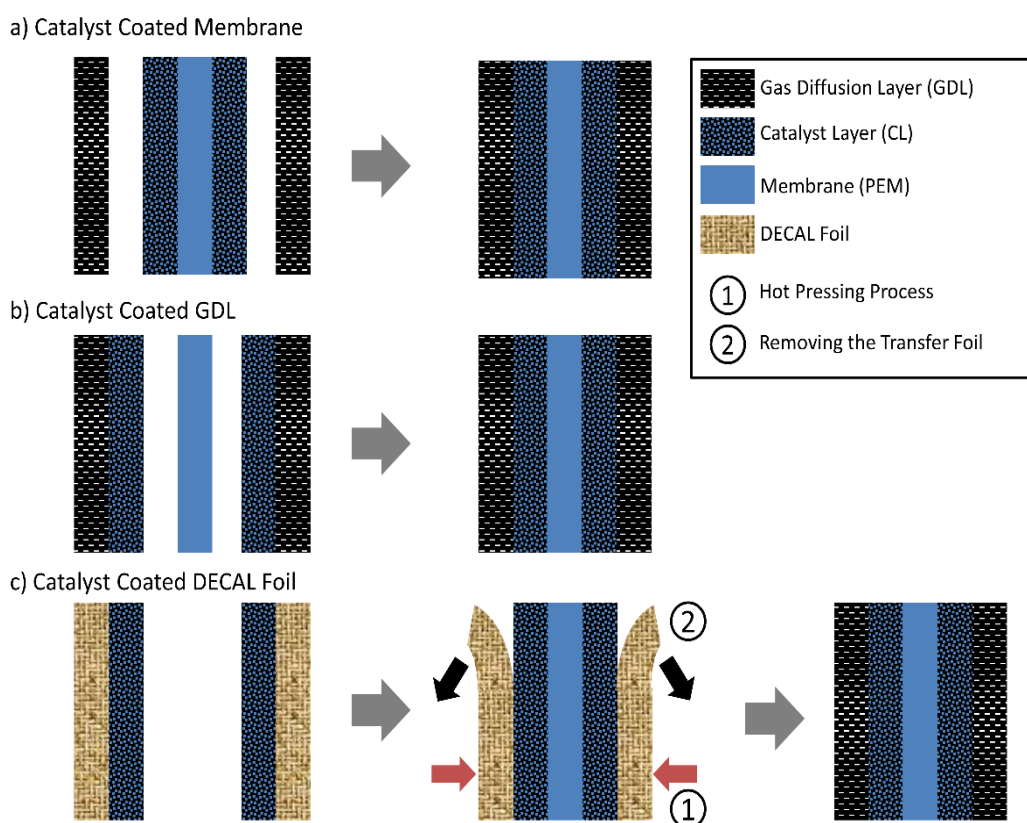 a) Catalyst Coated Membrane
Gas Diffusion Layer (GDL)
Catalyst Layer (CL)
Membrane (PEM)
DECAL Foil
1 Hot Pressing Process
2 Removing the Transfer Foil
b) Catalyst Coated GDL
c) Catalyst Coated DECAL Foil
2
1